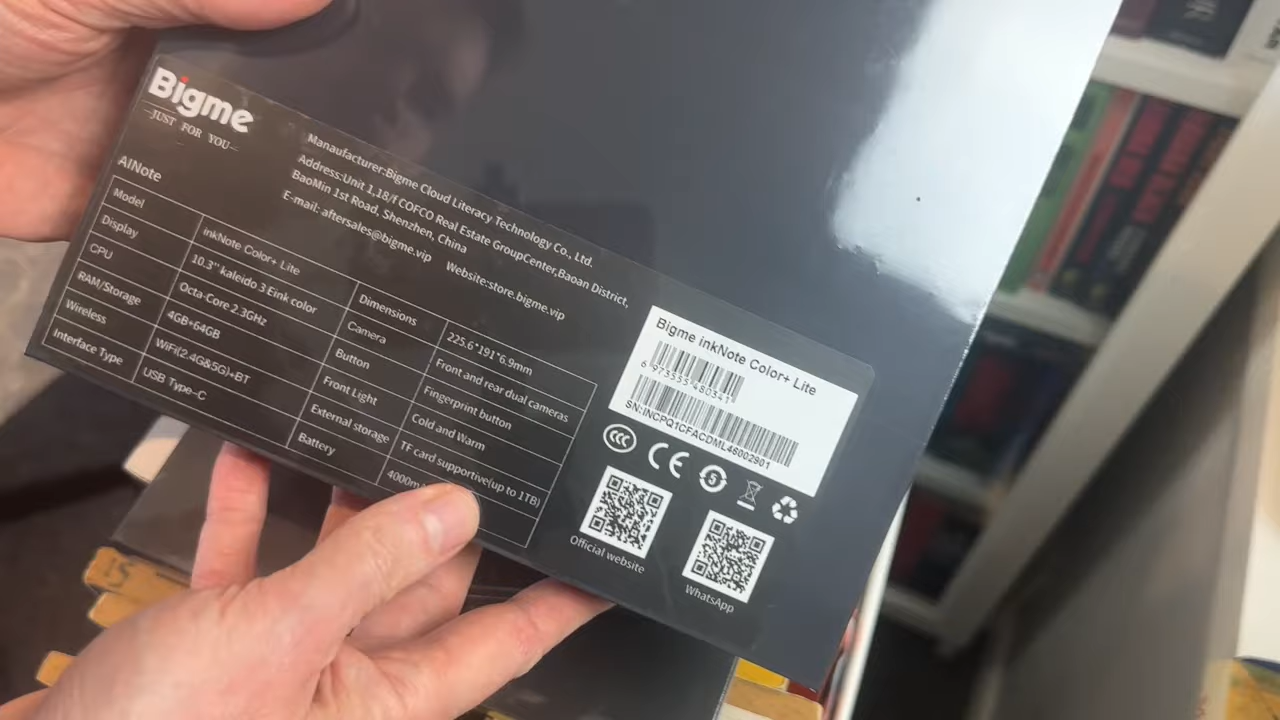 Bigme
JUST FOR YOU
Manaufacturer:Bigme Cloud Literacy Technology Co., Ltd.
Address:Unit 1,18/f COFCO Real Estate GroupCenter,Baoan District,
BaoMin 1st Road, Shenzhen, China
E-mail: aftersales@bigme.vip Website:store.bigme.vip
AINote
Model inkNote Color+ Lite
Display 10.3'' kaleido 3 Eink color
CPU Octa-Core 2.3GHz
RAM/Storage 4GB+64GB
Wireless WiFi(2.4G&5G)+BT
Interface Type USB Type-C
Dimensions 225.6*191*6.9mm
Camera Front and rear dual cameras
Button Fingerprint button
Front Light Cold and Warm
External storage TF card supportive(up to 1TB)
Battery 4000m
Bigme inkNote Color+ Lite
6 973555 480341
SN:INCPQ1CFACDML46002901
CCC
CE
5
Official website
WhatsApp